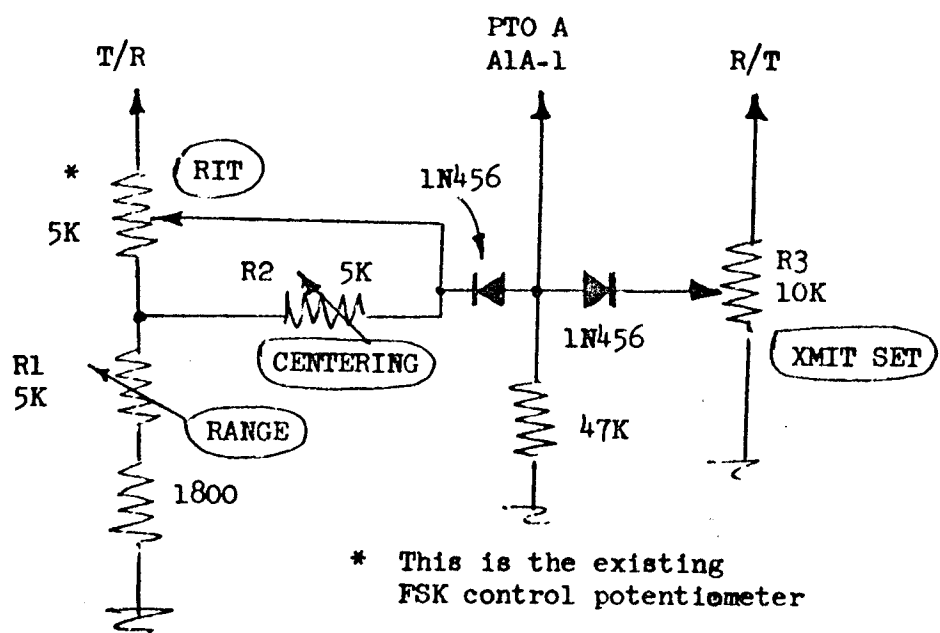 PTO A
A1A-1
T/R
R/T
*
RIT
5K
1N456
R2
5K
R3
10K
1N456
CENTERING
XMIT SET
R1
5K
RANGE
47K
1800
* This is the existing
FSK control potentiometer